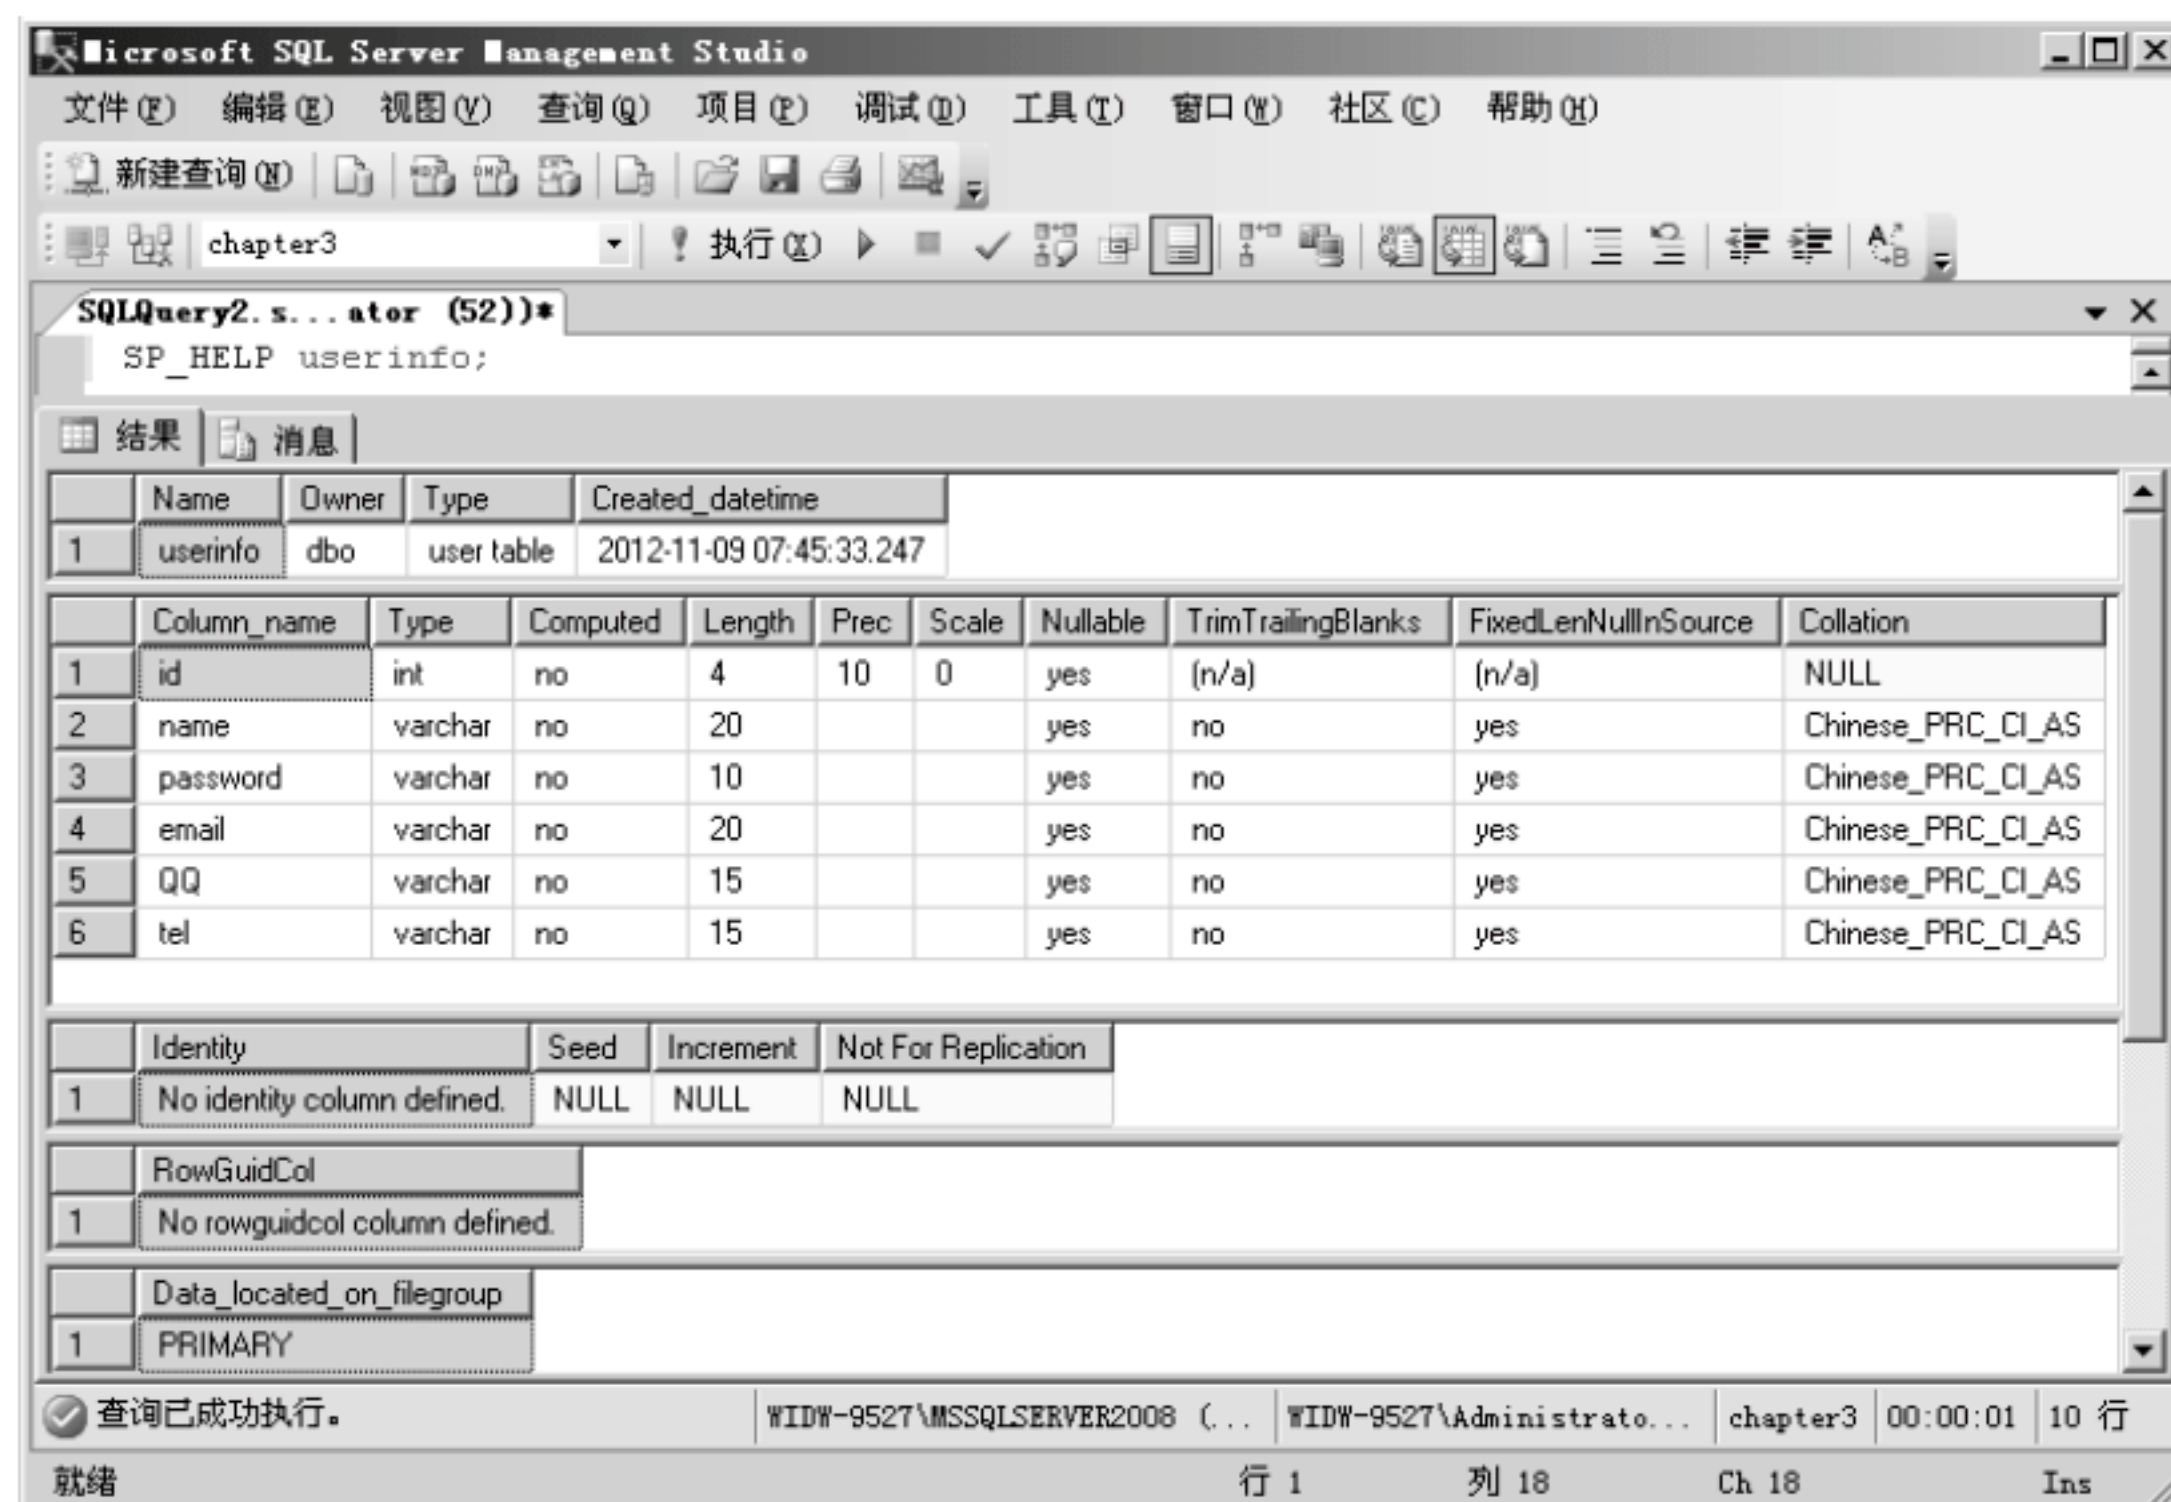 Microsoft SQL Server Management Studio
文件(F) 编辑(E) 视图(V) 查询(Q) 项目(P) 调试(D) 工具(T) 窗口(W) 社区(C) 帮助(H)
新建查询(N)
chapter3 执行(X)
SQLQuery2.s...ator (52))*
SP_HELP userinfo;
结果 消息
Name Owner Type Created_datetime
1 userinfo dbo user table 2012-11-09 07:45:33.247
Column_name Type Computed Length Prec Scale Nullable TrimTrailingBlanks FixedLenNullInSource Collation
1 id int no 4 10 0 yes (n/a) (n/a) NULL
2 name varchar no 20 yes no yes Chinese_PRC_CI_AS
3 password varchar no 10 yes no yes Chinese_PRC_CI_AS
4 email varchar no 20 yes no yes Chinese_PRC_CI_AS
5 QQ varchar no 15 yes no yes Chinese_PRC_CI_AS
6 tel varchar no 15 yes no yes Chinese_PRC_CI_AS
Identity Seed Increment Not For Replication
1 No identity column defined. NULL NULL NULL
RowGuidCol
1 No rowguidcol column defined.
Data_located_on_filegroup
1 PRIMARY
查询已成功执行。 WIDW-9527\MSSQLSERVER2008 (... WIDW-9527\Administrato... chapter3 00:00:01 10 行
就绪 行 1 列 18 Ch 18 Ins